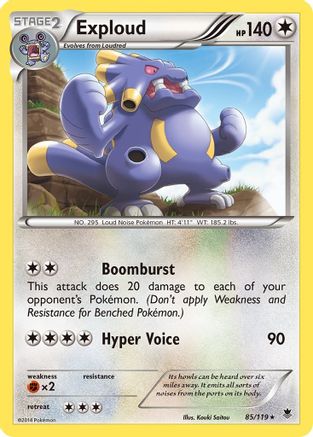 STAGE2
Exploud
HP140
Evolves from Loudred
NO. 295 Loud Noise Pokémon HT: 4'11" WT: 185.2 lbs.
Boomburst
This attack does 20 damage to each of your
opponent's Pokémon. (Don't apply Weakness and
Resistance for Benched Pokémon.)
Hyper Voice 90
weakness resistance
×2
retreat
Its howls can be heard over six
miles away. It emits all sorts of
noises from the ports on its body.
Illus. Kouki Saitou 85/119
©2014 Pokémon